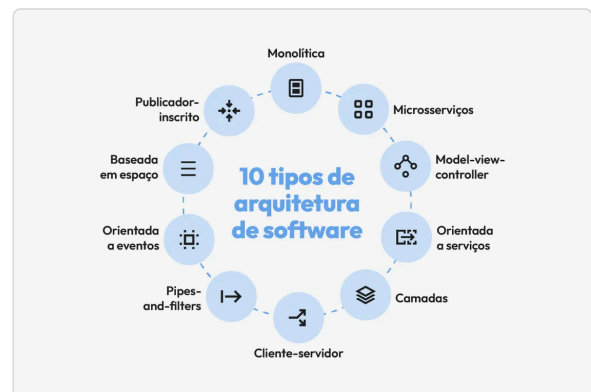 Monolítica
Microsserviços
Model-view-
controller
Orientada
a serviços
Camadas
Cliente-servidor
Pipes-
and-filters
Orientada
a eventos
Baseada
em espaço
Publicador-
inscrito
10 tipos de
arquitetura
de software